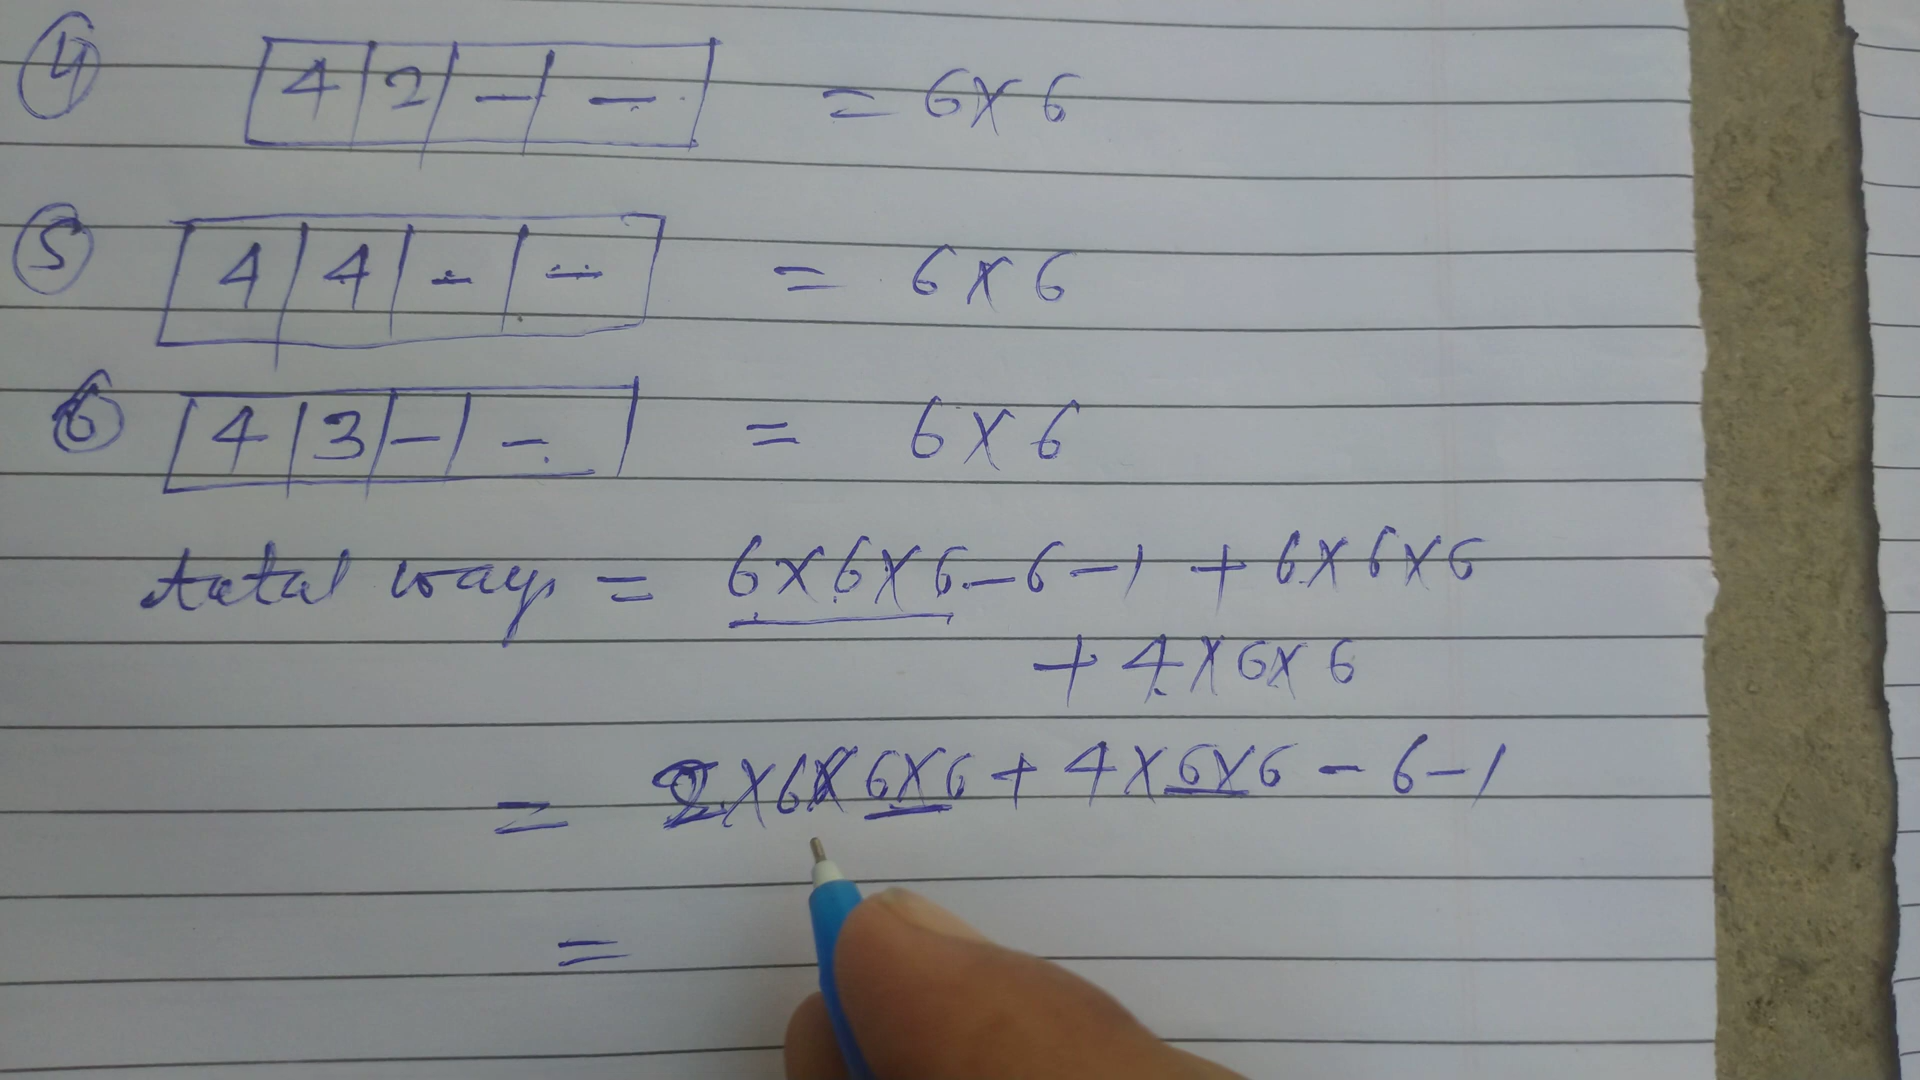 ④ 4 | 2 | — | — = 6×6
⑤ 4 | 4 | - | — = 6×6
⑥ 4 | 3 | - | - = 6×6
total ways = 6×6×6-6-1 + 6×6×6
+ 4×6×6
= 2×6×6×6 + 4×6×6 - 6-1
=